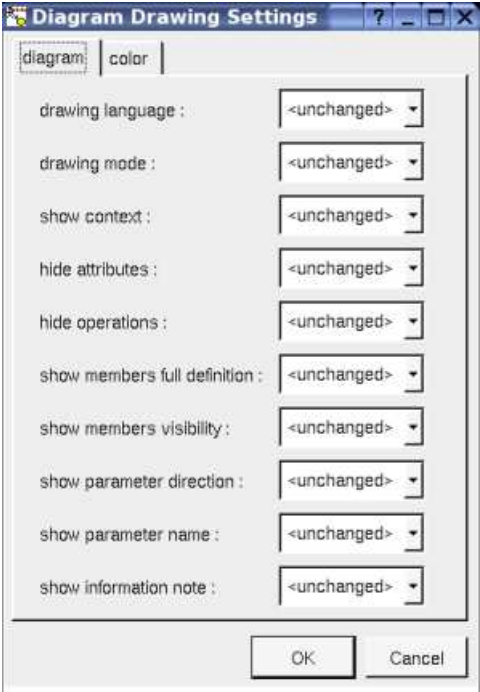 Diagram Drawing Settings ?
diagram color
drawing language : <unchanged>
drawing mode : <unchanged>
show context : <unchanged>
hide attributes : <unchanged>
hide operations : <unchanged>
show members full definition : <unchanged>
show members visibility : <unchanged>
show parameter direction : <unchanged>
show parameter name : <unchanged>
show information note : <unchanged>
OK Cancel